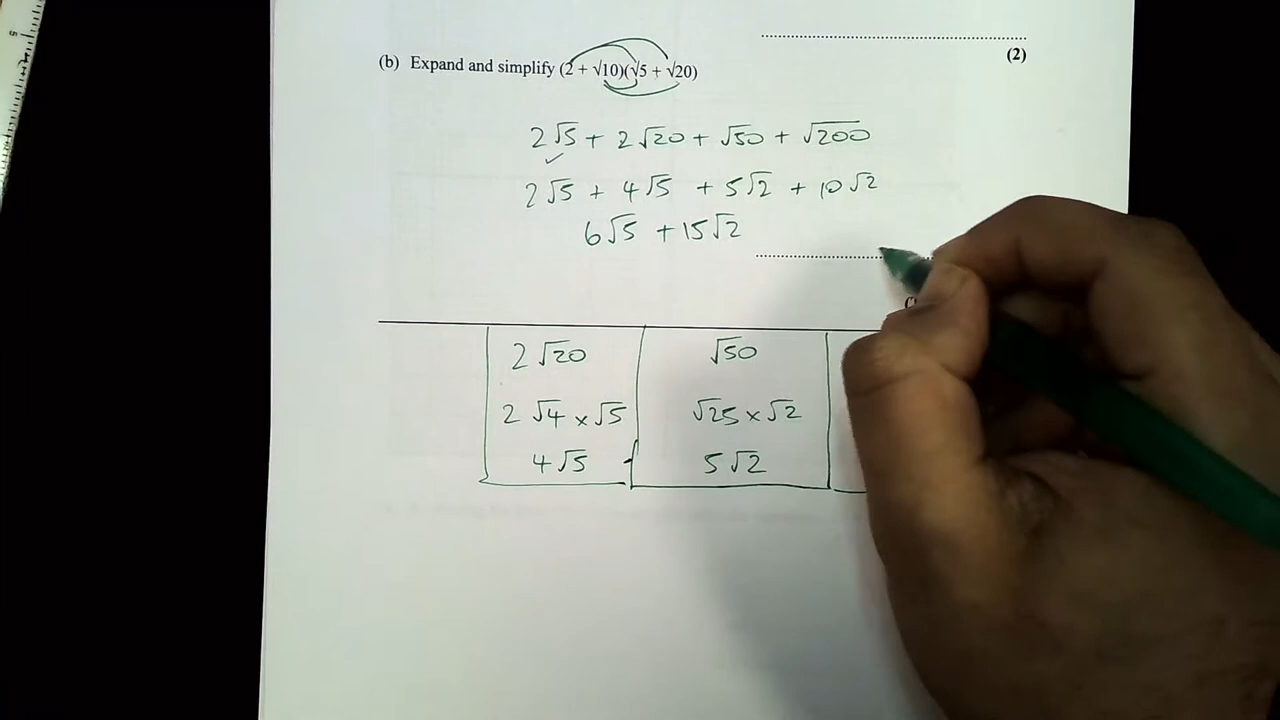 (2)
(b) Expand and simplify (2 + √10)(√5 + √20)
2√5 + 2√20 + √50 + √200
2√5 + 4√5 + 5√2 + 10√2
6√5 + 15√2
2√20
2√4 × √5
4√5
√50
√25 × √2
5√2